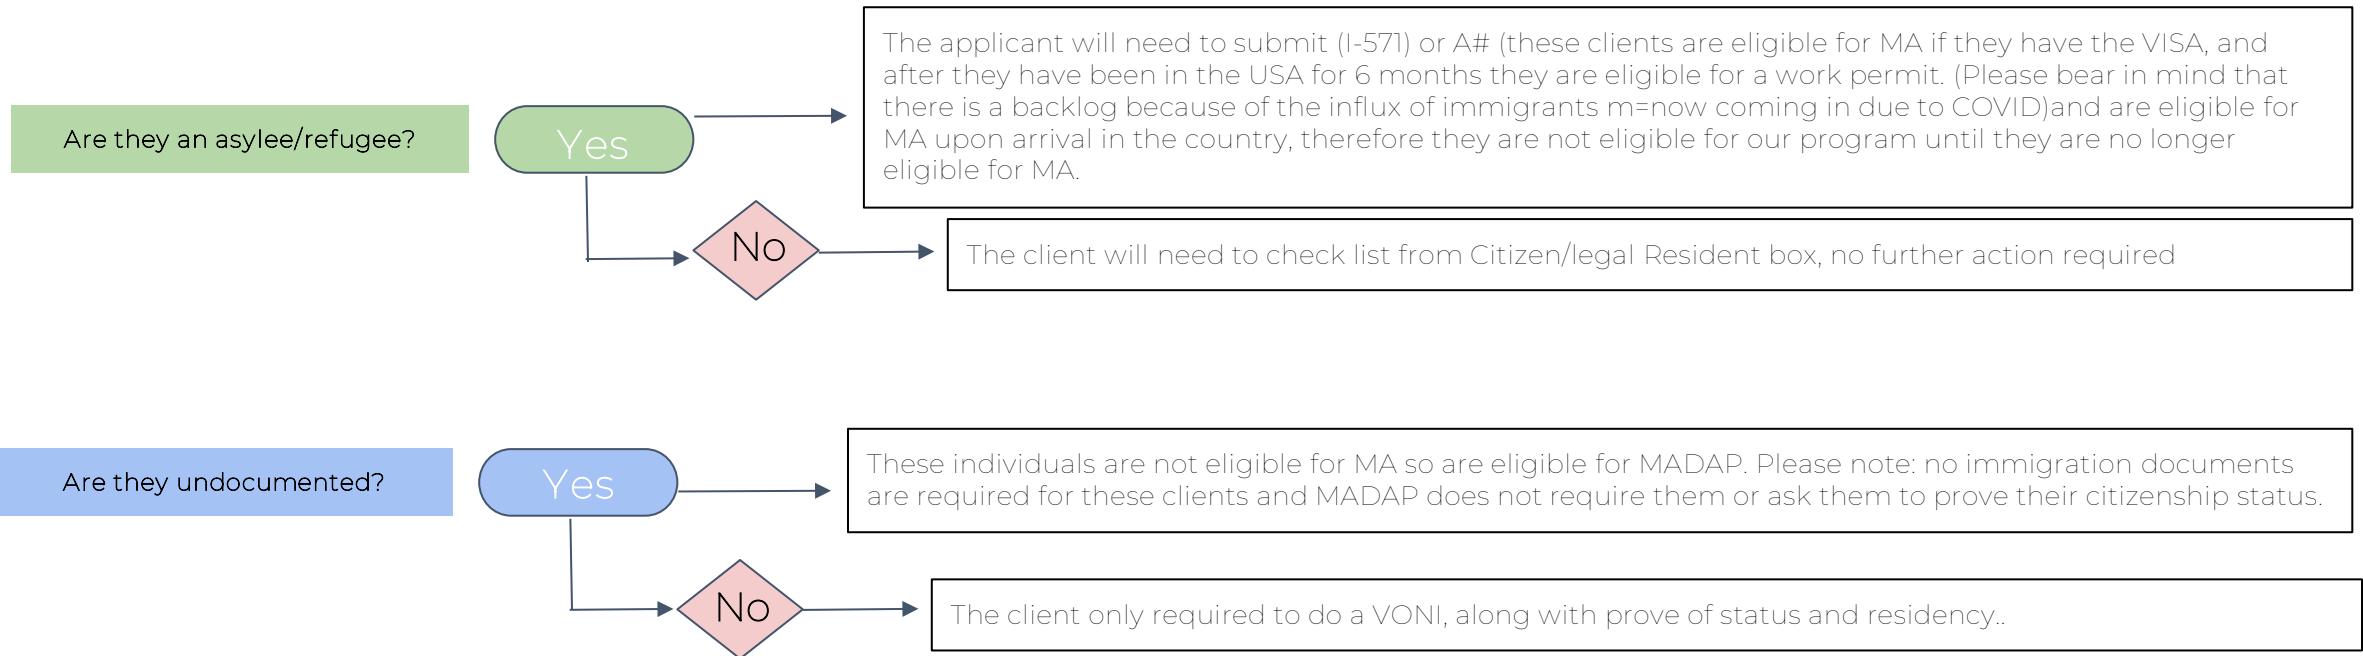 Are they an asylee/refugee?
Yes
The applicant will need to submit (I-571) or A# (these clients are eligible for MA if they have the VISA, and
after they have been in the USA for 6 months they are eligible for a work permit. (Please bear in mind that
there is a backlog because of the influx of immigrants m=now coming in due to COVID)and are eligible for
MA upon arrival in the country, therefore they are not eligible for our program until they are no longer
eligible for MA.
No
The client will need to check list from Citizen/legal Resident box, no further action required
Are they undocumented?
Yes
These individuals are not eligible for MA so are eligible for MADAP. Please note: no immigration documents
are required for these clients and MADAP does not require them or ask them to prove their citizenship status.
No
The client only required to do a VONI, along with prove of status and residency..